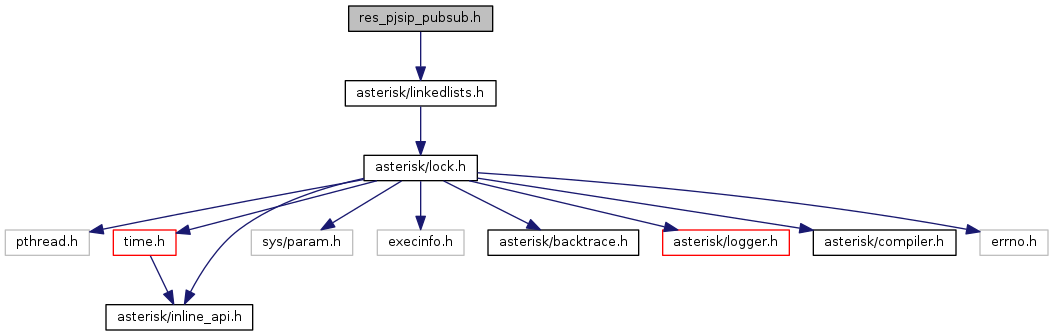 res_pjsip_pubsub.h
asterisk/linkedlists.h
asterisk/lock.h
pthread.h
time.h
sys/param.h
execinfo.h
asterisk/backtrace.h
asterisk/logger.h
asterisk/compiler.h
errno.h
asterisk/inline_api.h